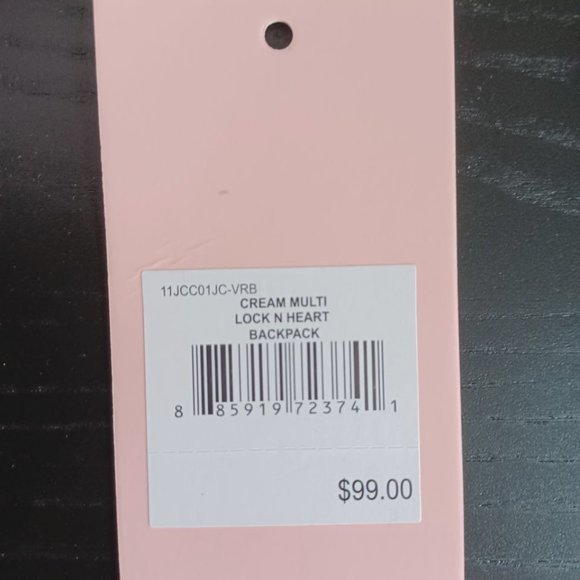 11JCC01JC-VRB
CREAM MULTI
LOCK N HEART
BACKPACK
8 85919 72374 1
$99.00